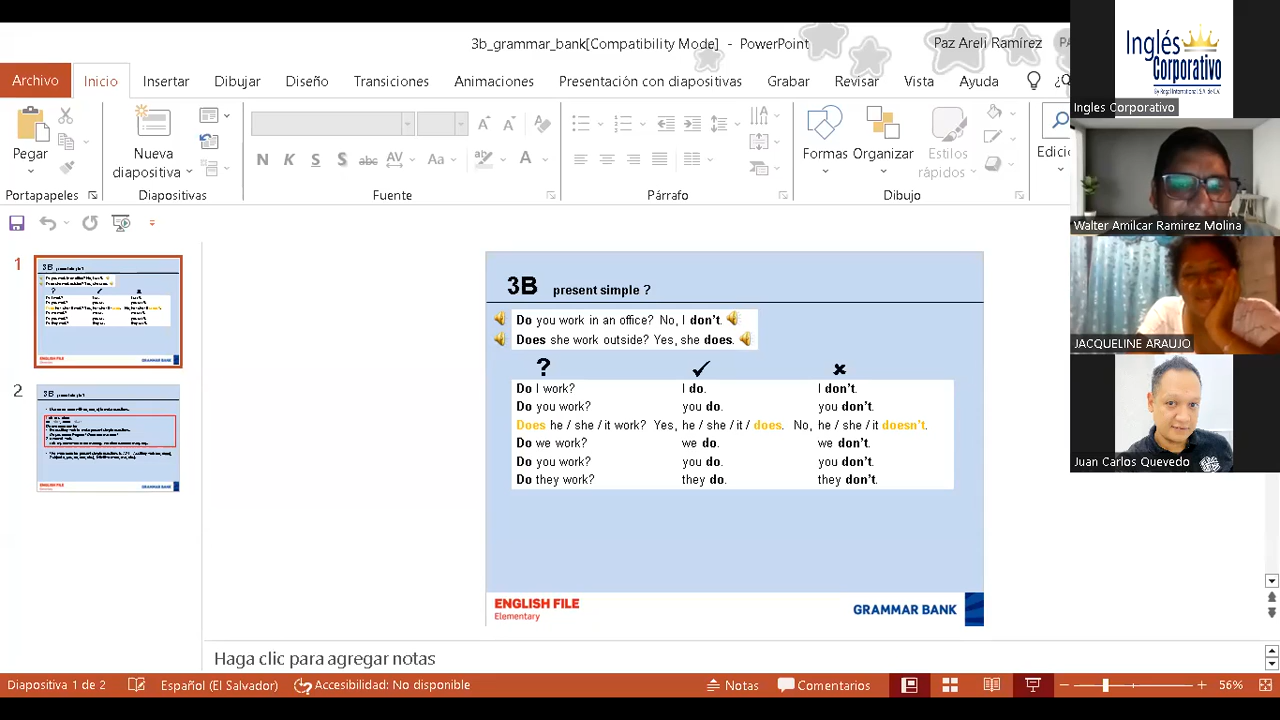 3b_grammar_bank[Compatibility Mode] - PowerPoint
Paz Areli Ramírez
Archivo Inicio Insertar Dibujar Diseño Transiciones Animaciones Presentación con diapositivas Grabar Revisar Vista Ayuda
Pegar
Nueva diapositiva
Formas
Organizar
Estilos rápidos
Edici
N K S S abc AV Aa A
Portapapeles
Diapositivas
Fuente
Párrafo
Dibujo
1
2
3B present simple ?
Do you work in an office? No, I don't.
Does she work outside? Yes, she does.
? ✓ ×
Do I work? I do. I don't.
Do you work? you do. you don't.
Does he / she / it work? Yes, he / she / it / does. No, he / she / it doesn't.
Do we work? we do. we don't.
Do you work? you do. you don't.
Do they work? they do. they don't.
ENGLISH FILE
Elementary
GRAMMAR BANK
Haga clic para agregar notas
Diapositiva 1 de 2 Español (El Salvador) Accesibilidad: No disponible Notas Comentarios 56%
Inglés
Corporativo
Ingles Corporativo
Walter Amilcar Ramirez Molina
JACQUELINE ARAUJO
Juan Carlos Quevedo